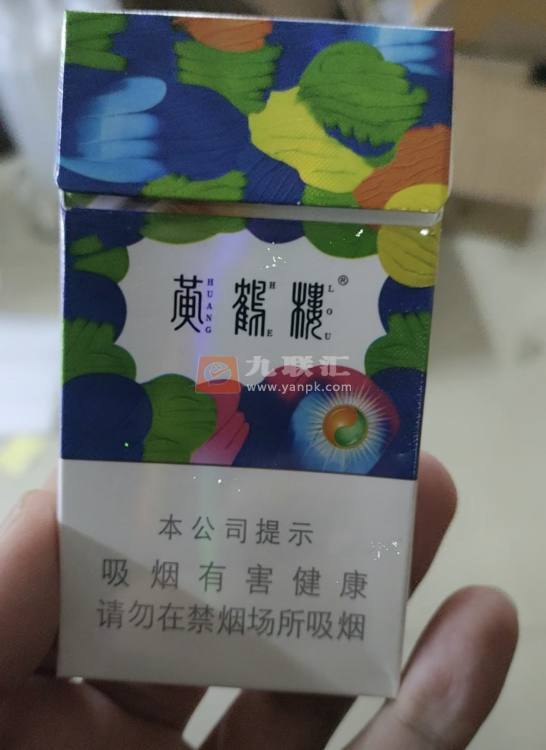 黄鹤楼®
HUANG HE LOU
九联汇
www.yanpk.com
本公司提示
吸烟有害健康
请勿在禁烟场所吸烟